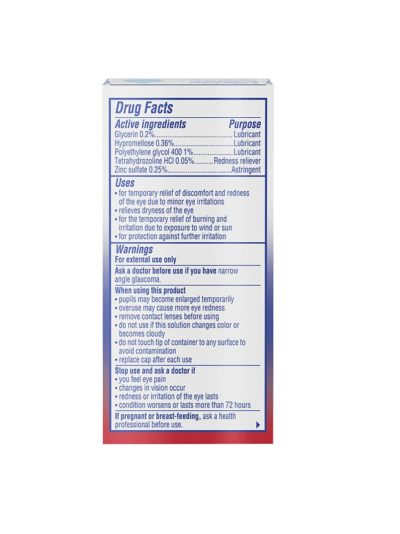 Drug Facts
Active ingredients Purpose
Glycerin 0.2%..........................Lubricant
Hypromellose 0.36%....................Lubricant
Polyethylene glycol 400 1%.............Lubricant
Tetrahydrozoline HCl 0.05%.........Redness reliever
Zinc sulfate 0.25%.....................Astringent
Uses
• for temporary relief of discomfort and redness
of the eye due to minor eye irritations
• relieves dryness of the eye
• for the temporary relief of burning and
irritation due to exposure to wind or sun
• for protection against further irritation
Warnings
For external use only
Ask a doctor before use if you have narrow
angle glaucoma.
When using this product
• pupils may become enlarged temporarily
• overuse may cause more eye redness
• remove contact lenses before using
• do not use if this solution changes color or
becomes cloudy
• do not touch tip of container to any surface to
avoid contamination
• replace cap after each use
Stop use and ask a doctor if
• you feel eye pain
• changes in vision occur
• redness or irritation of the eye lasts
• condition worsens or lasts more than 72 hours
If pregnant or breast-feeding, ask a health
professional before use.